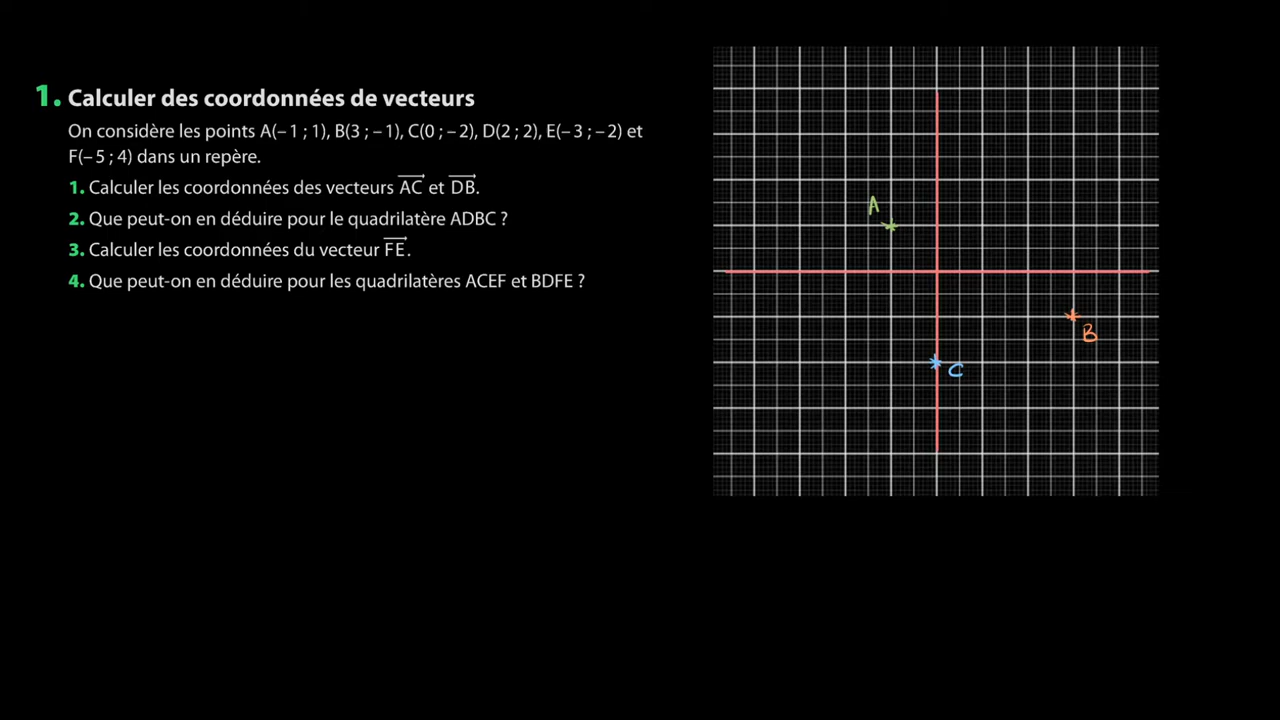 1. Calculer des coordonnées de vecteurs
On considère les points A(– 1 ; 1), B(3 ; – 1), C(0 ; – 2), D(2 ; 2), E(– 3 ; – 2) et
F(– 5 ; 4) dans un repère.
1. Calculer les coordonnées des vecteurs AC et DB.
2. Que peut-on en déduire pour le quadrilatère ADBC ?
3. Calculer les coordonnées du vecteur FE.
4. Que peut-on en déduire pour les quadrilatères ACEF et BDFE ?
A
B
C